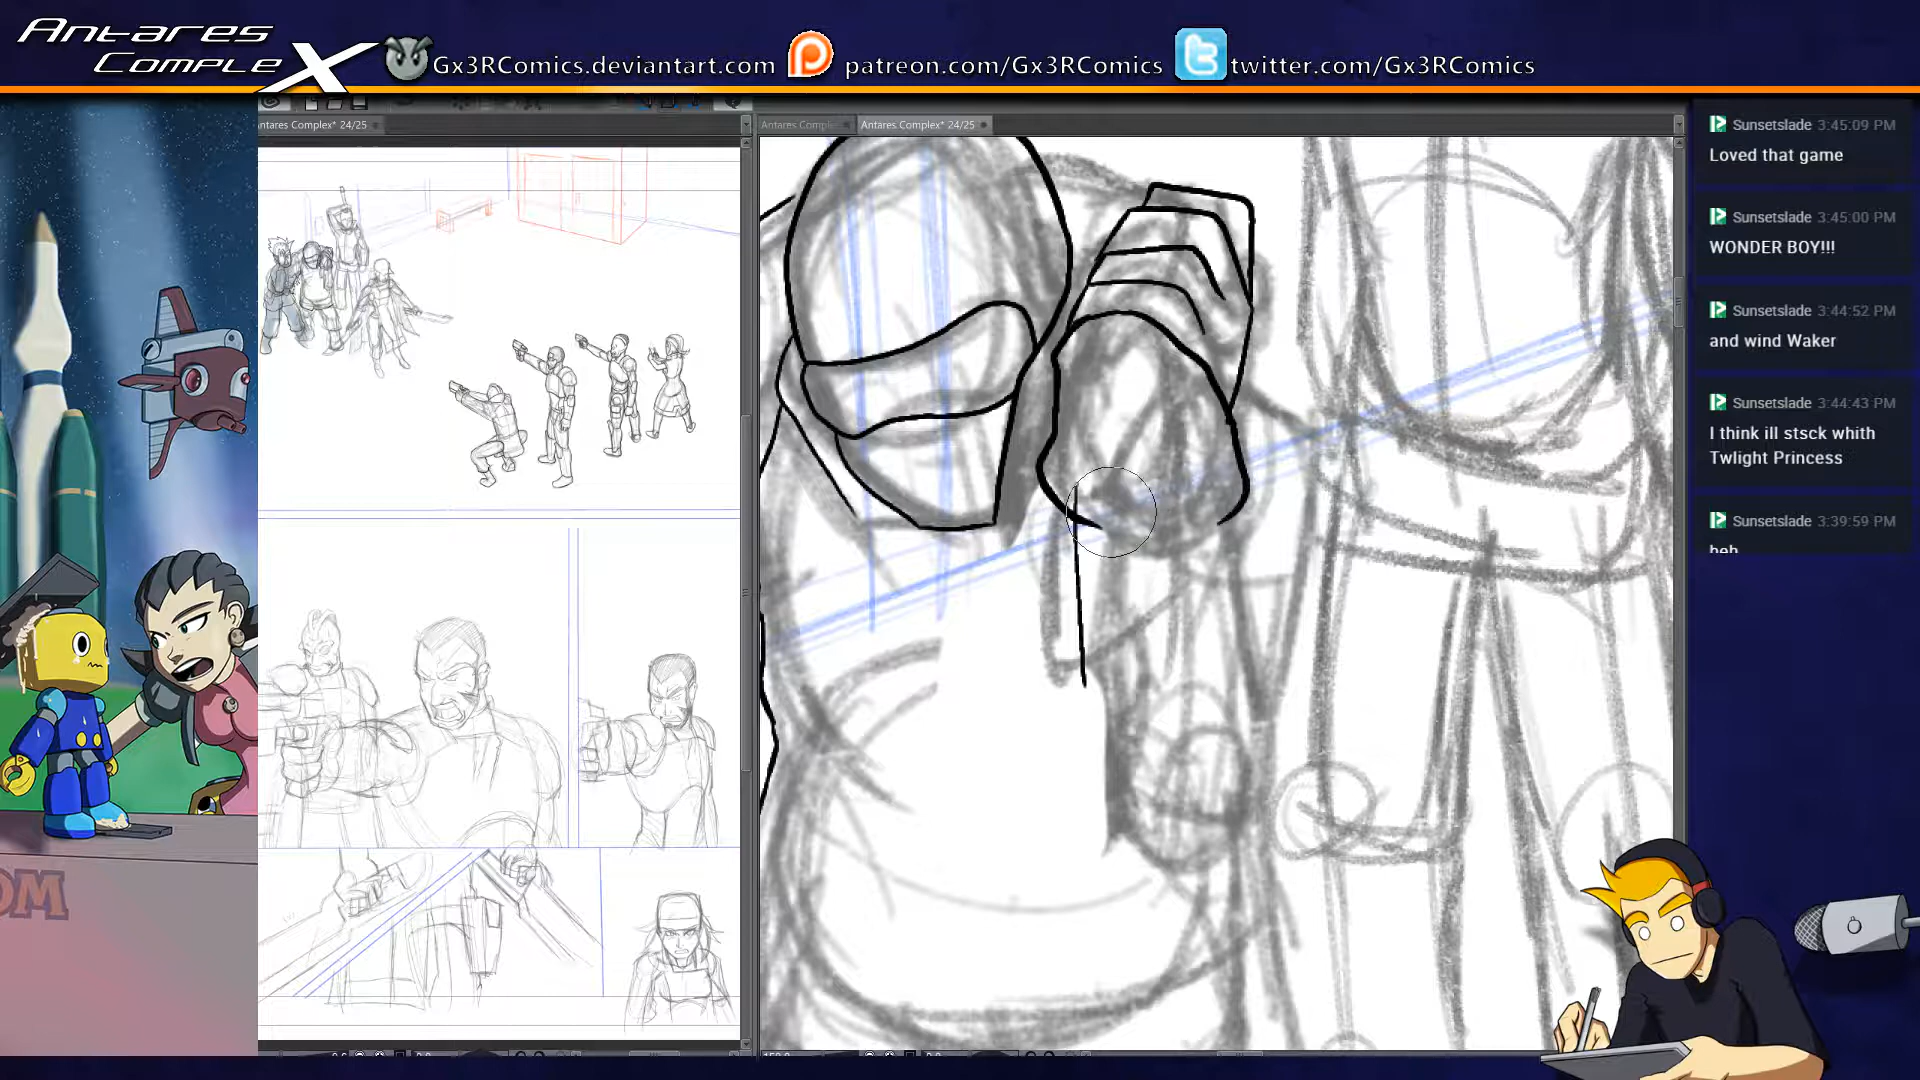 Antares
Complex
Gx3RComics.deviantart.com
patreon.com/Gx3RComics
twitter.com/Gx3RComics
ntares Complex* 24/25
Antares Comple
Antares Complex* 24/25
Sunsetslade 3:45:09 PM
Loved that game
Sunsetslade 3:45:00 PM
WONDER BOY!!!
Sunsetslade 3:44:52 PM
and wind Waker
Sunsetslade 3:44:43 PM
I think ill stsck whith
Twlight Princess
Sunsetslade 3:39:59 PM
heh
OM